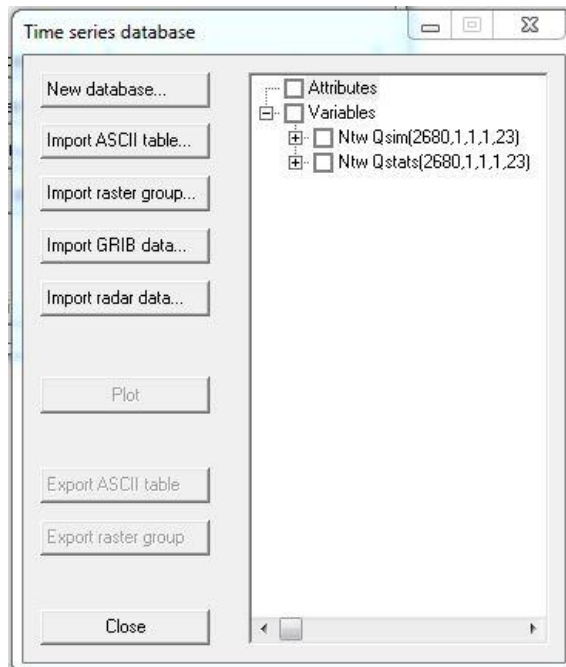 Time series database
New database...
Import ASCII table...
Import raster group...
Import GRIB data...
Import radar data...
Plot
Export ASCII table
Export raster group
Close
Attributes
Variables
Ntw Qsim(2680,1,1,1,23)
Ntw Qstats(2680,1,1,1,23)